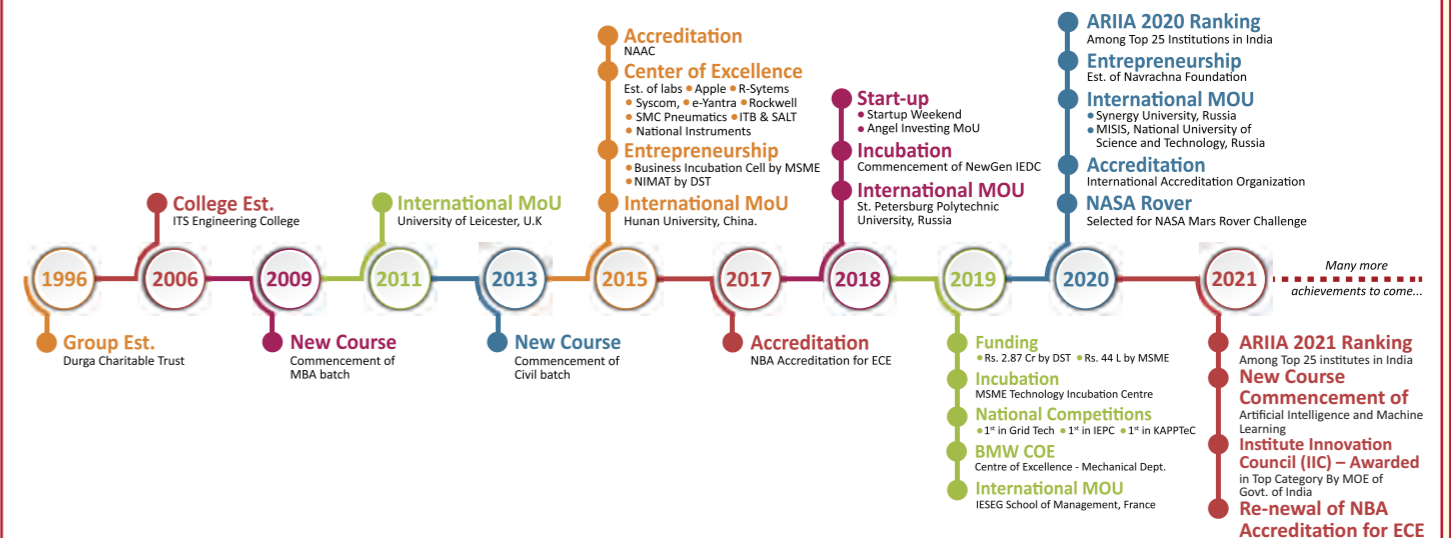 1996
Group Est.
Durga Charitable Trust
2006
College Est.
ITS Engineering College
2009
New Course
Commencement of
MBA batch
2011
International MoU
University of Leicester, U.K
2013
New Course
Commencement of
Civil batch
2015
Accreditation
NAAC
Center of Excellence
Est. of labs • Apple • R-Sytems
• Syscom, • e-Yantra • Rockwell
• SMC Pneumatics • ITB & SALT
• National Instruments
Entrepreneurship
• Business Incubation Cell by MSME
• NIMAT by DST
International MoU
Hunan University, China.
2017
Accreditation
NBA Accreditation for ECE
2018
Start-up
• Startup Weekend
• Angel Investing MoU
Incubation
Commencement of NewGen IEDC
International MOU
St. Petersburg Polytechnic
University, Russia
2019
Funding
• Rs. 2.87 Cr by DST • Rs. 44 L by MSME
Incubation
MSME Technology Incubation Centre
National Competitions
• 1st in Grid Tech • 1st in IEPC • 1st in KAPPTeC
BMW COE
Centre of Excellence - Mechanical Dept.
International MOU
IESEG School of Management, France
2020
ARIIA 2020 Ranking
Among Top 25 Institutions in India
Entrepreneurship
Est. of Navrachna Foundation
International MOU
• Synergy University, Russia
• MISIS, National University of
Science and Technology, Russia
Accreditation
International Accreditation Organization
NASA Rover
Selected for NASA Mars Rover Challenge
2021
ARIIA 2021 Ranking
Among Top 25 institutes in India
New Course
Commencement of
Artificial Intelligence and Machine
Learning
Institute Innovation
Council (IIC) – Awarded
in Top Category By MOE of
Govt. of India
Re-newal of NBA
Accreditation for ECE
Many more
achievements to come...